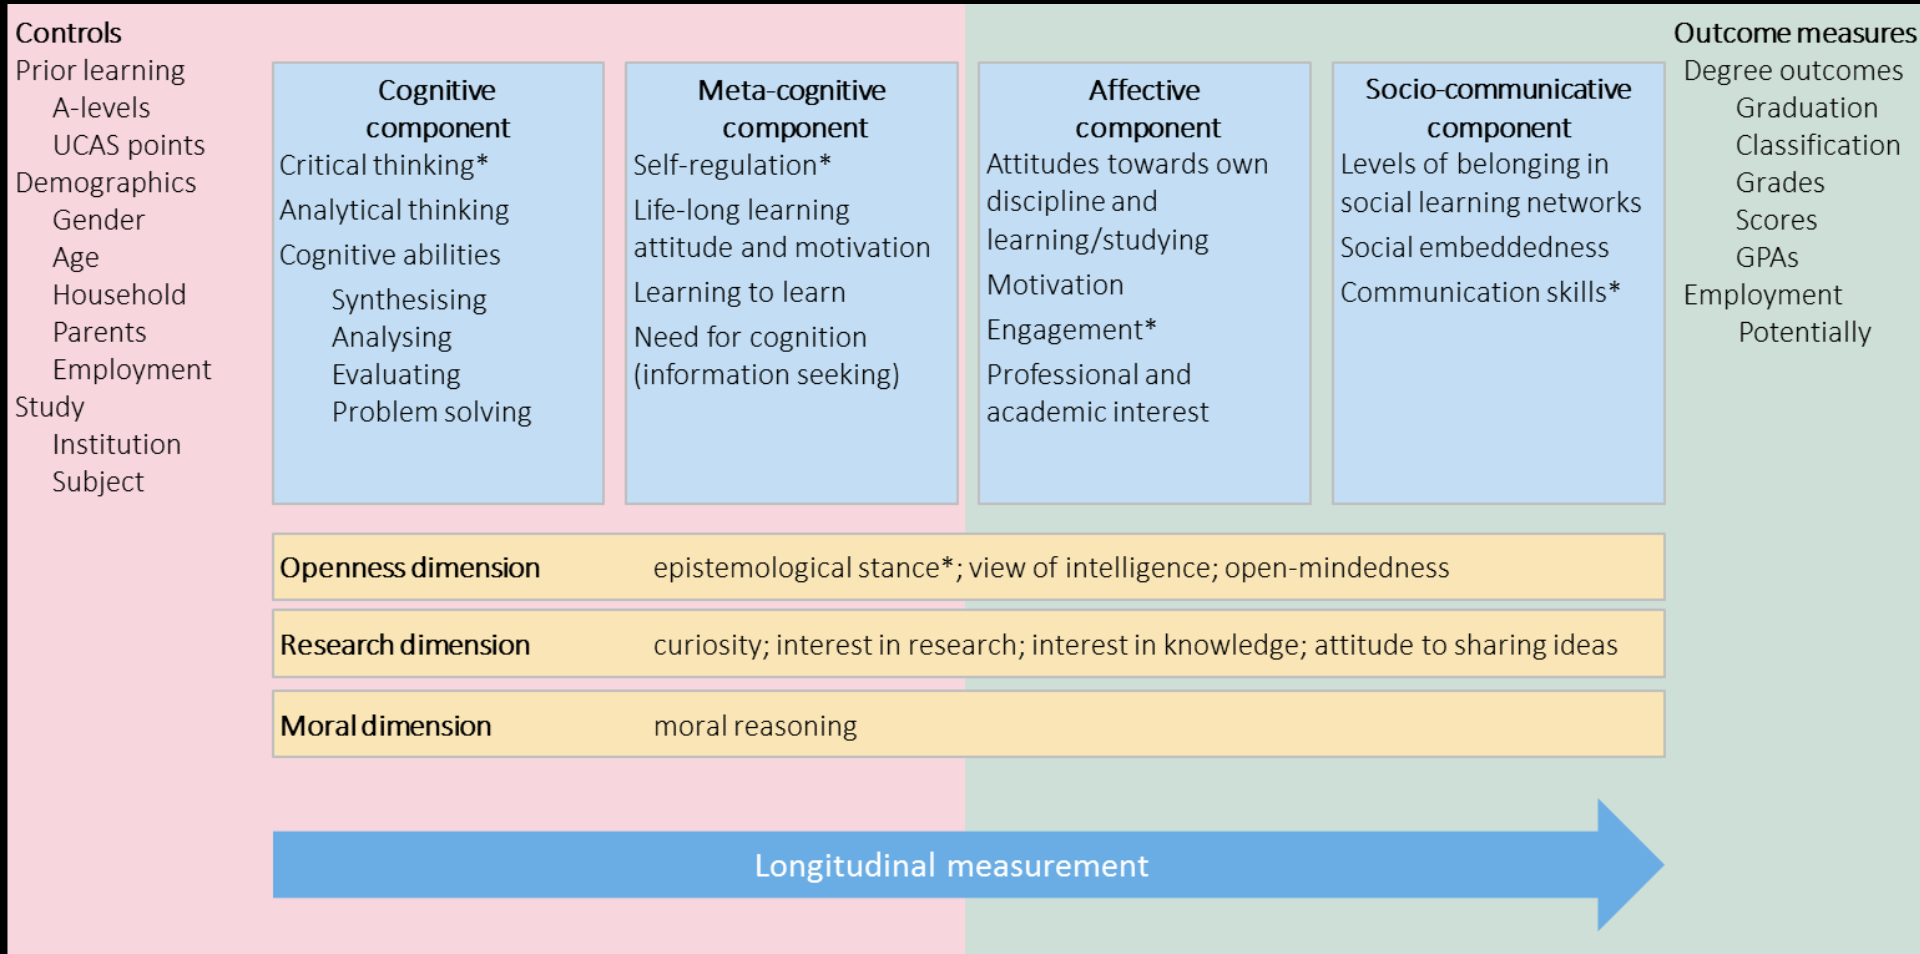 Controls
Prior learning
A-levels
UCAS points
Demographics
Gender
Age
Household
Parents
Employment
Study
Institution
Subject
Cognitive
component
Critical thinking*
Analytical thinking
Cognitive abilities
Synthesising
Analysing
Evaluating
Problem solving
Meta-cognitive
component
Self-regulation*
Life-long learning
attitude and motivation
Learning to learn
Need for cognition
(information seeking)
Affective
component
Attitudes towards own
discipline and
learning/studying
Motivation
Engagement*
Professional and
academic interest
Socio-communicative
component
Levels of belonging in
social learning networks
Social embeddedness
Communication skills*
Outcome measures
Degree outcomes
Graduation
Classification
Grades
Scores
GPAs
Employment
Potentially
Openness dimension epistemological stance*; view of intelligence; open-mindedness
Research dimension curiosity; interest in research; interest in knowledge; attitude to sharing ideas
Moral dimension moral reasoning
Longitudinal measurement